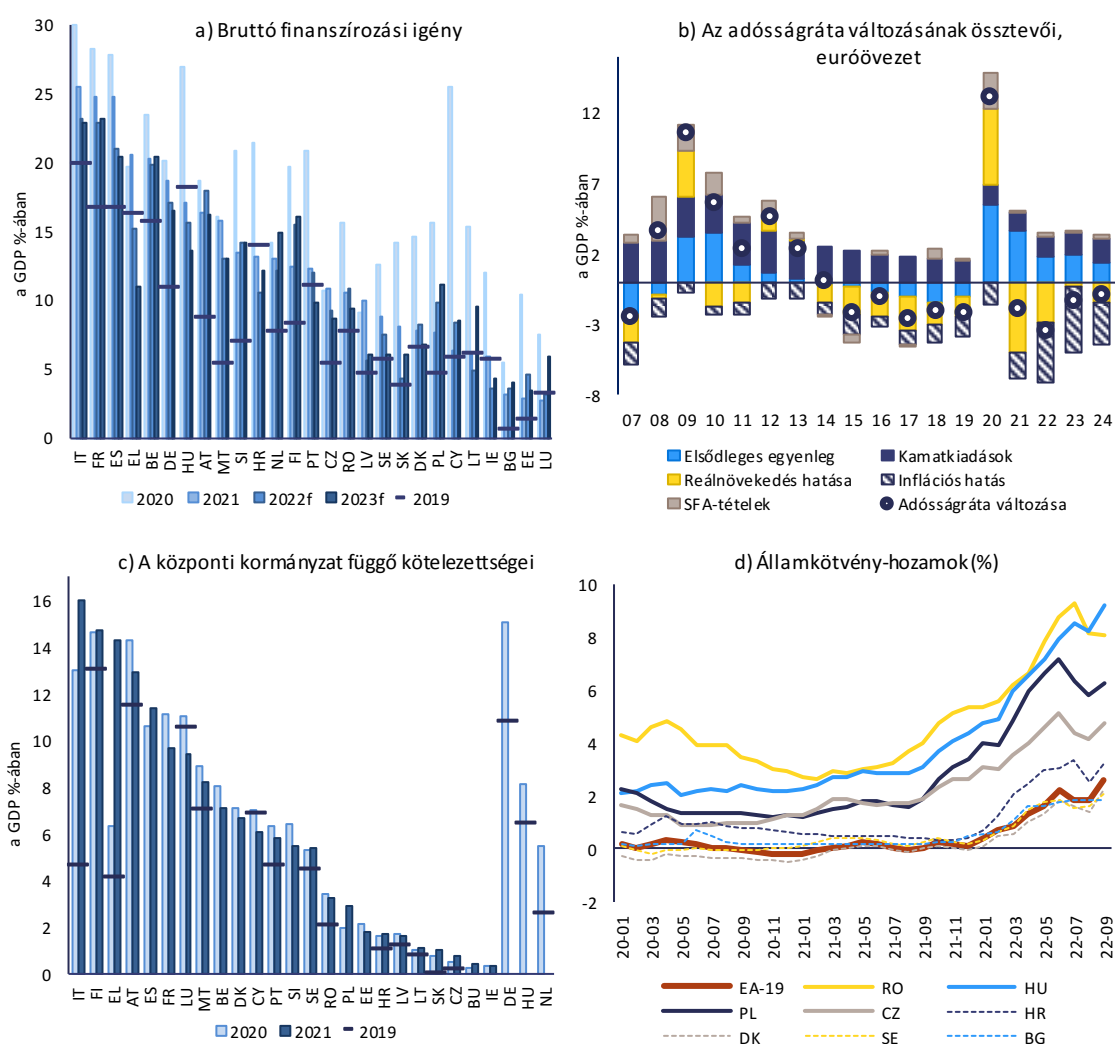 a) Bruttó finanszírozási igény
a GDP %-ában
30
25
20
15
10
5
0
IT FR ES EL BE DE HU AT MT SI HR NL FI PT CZ RO LV SE SK DK PL CY LT IE BG EE LU
2020 2021 2022f 2023f 2019
b) Az adósságráta változásának össztevői,
euróövezet
a GDP %-ában
12
7
2
-3
-8
07 08 09 10 11 12 13 14 15 16 17 18 19 20 21 22 23 24
Elsődleges egyenleg Kamatkiadások
Reálnövekedés hatása Inflációs hatás
SFA-tételek Adósságráta változása
c) A központi kormányzat függő kötelezettségei
a GDP %-ában
16
14
12
10
8
6
4
2
0
IT FI EL AT ES FR LU MT BE DK CY PT SI SE RO PL EE HR LV LT SK CZ BU IE DE HU NL
2020 2021 2019
d) Államkötvény-hozamok (%)
10
8
6
4
2
0
-2
20-01 20-03 20-05 20-07 20-09 20-11 21-01 21-03 21-05 21-07 21-09 21-11 22-01 22-03 22-05 22-07 22-09
EA-19 RO HU
PL CZ HR
DK SE BG